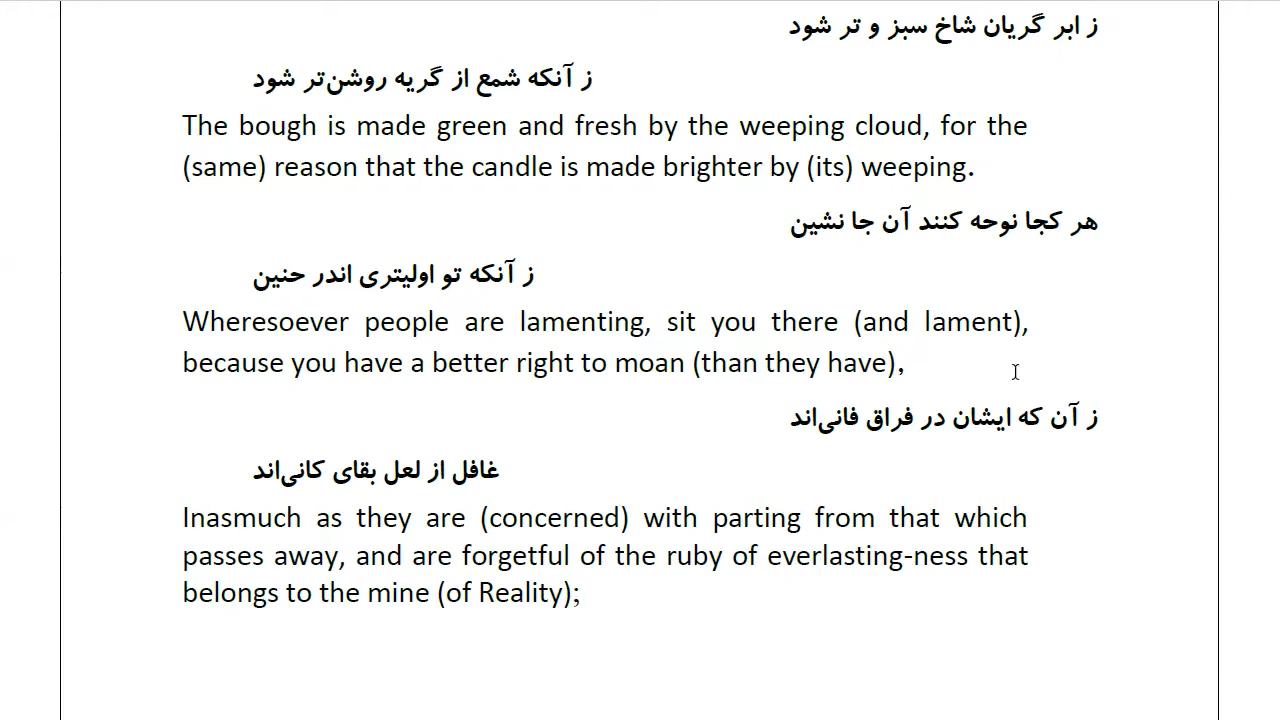 ز ابر گریان شاخ سبز و تر شود
ز آنکه شمع از گریه روشن‌تر شود
The bough is made green and fresh by the weeping cloud, for the
(same) reason that the candle is made brighter by (its) weeping.
هر کجا نوحه کنند آن جا نشین
ز آنکه تو اولیتری اندر حنین
Wheresoever people are lamenting, sit you there (and lament),
because you have a better right to moan (than they have),
ز آن که ایشان در فراق فانی‌اند
غافل از لعل بقای کانی‌اند
Inasmuch as they are (concerned) with parting from that which
passes away, and are forgetful of the ruby of everlasting-ness that
belongs to the mine (of Reality);